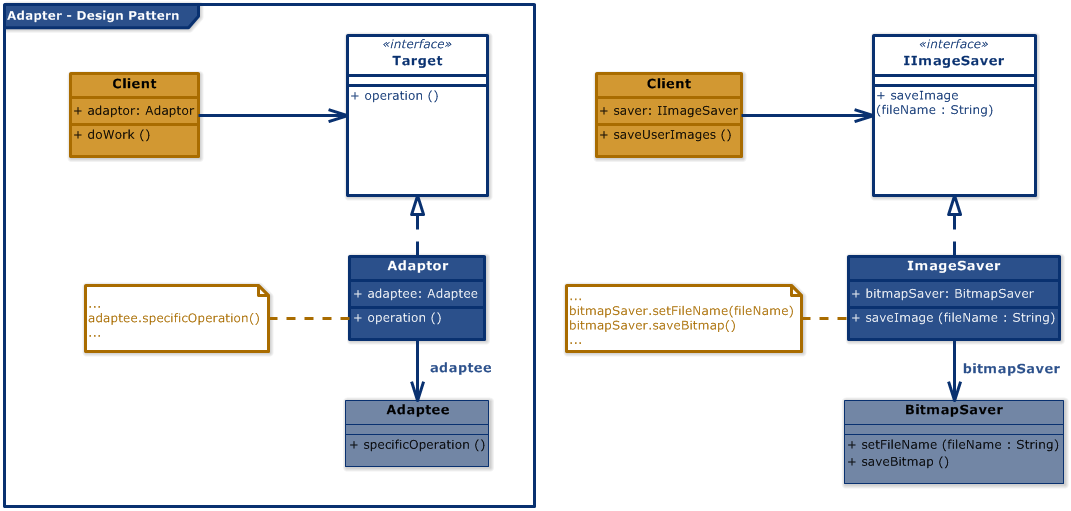 Adapter - Design Pattern
«interface»
Target
+ operation ()
Client
+ adaptor: Adaptor
+ doWork ()
Adaptor
+ adaptee: Adaptee
+ operation ()
...
adaptee.specificOperation()
...
adaptee
Adaptee
+ specificOperation ()
«interface»
IImageSaver
+ saveImage
(fileName : String)
Client
+ saver: IImageSaver
+ saveUserImages ()
ImageSaver
+ bitmapSaver: BitmapSaver
+ saveImage (fileName : String)
...
bitmapSaver.setFileName(fileName)
bitmapSaver.saveBitmap()
...
bitmapSaver
BitmapSaver
+ setFileName (fileName : String)
+ saveBitmap ()